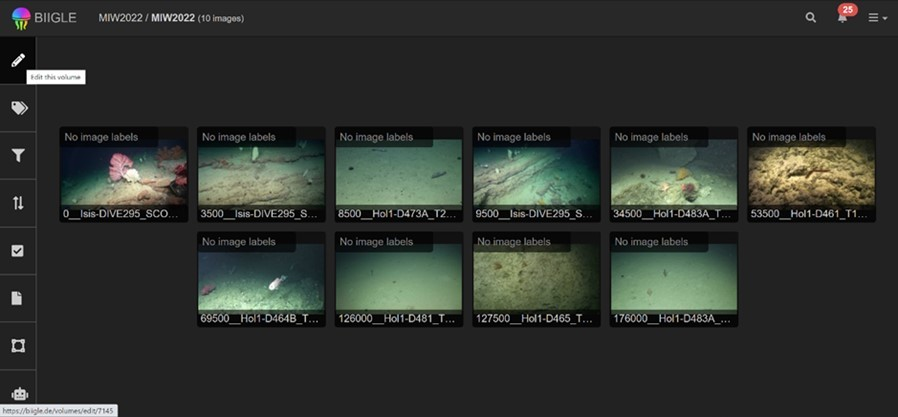 BIIGLE MIW2022 / MIW2022 (10 images) 25
Edit this volume
No image labels No image labels No image labels No image labels No image labels No image labels
0__Isis-DIVE295_SCO... 3500__Isis-DIVE295_S... 8500__Hol1-D473A_T2... 9500__Isis-DIVE295_S... 34500__Hol1-D483A_T... 53500__Hol1-D461_T1...
No image labels No image labels No image labels No image labels
69500__Hol1-D464B_T... 126000__Hol1-D481_T... 127500__Hol1-D465_T... 176000__Hol1-D483A_...
https://biigle.de/volumes/edit/7145